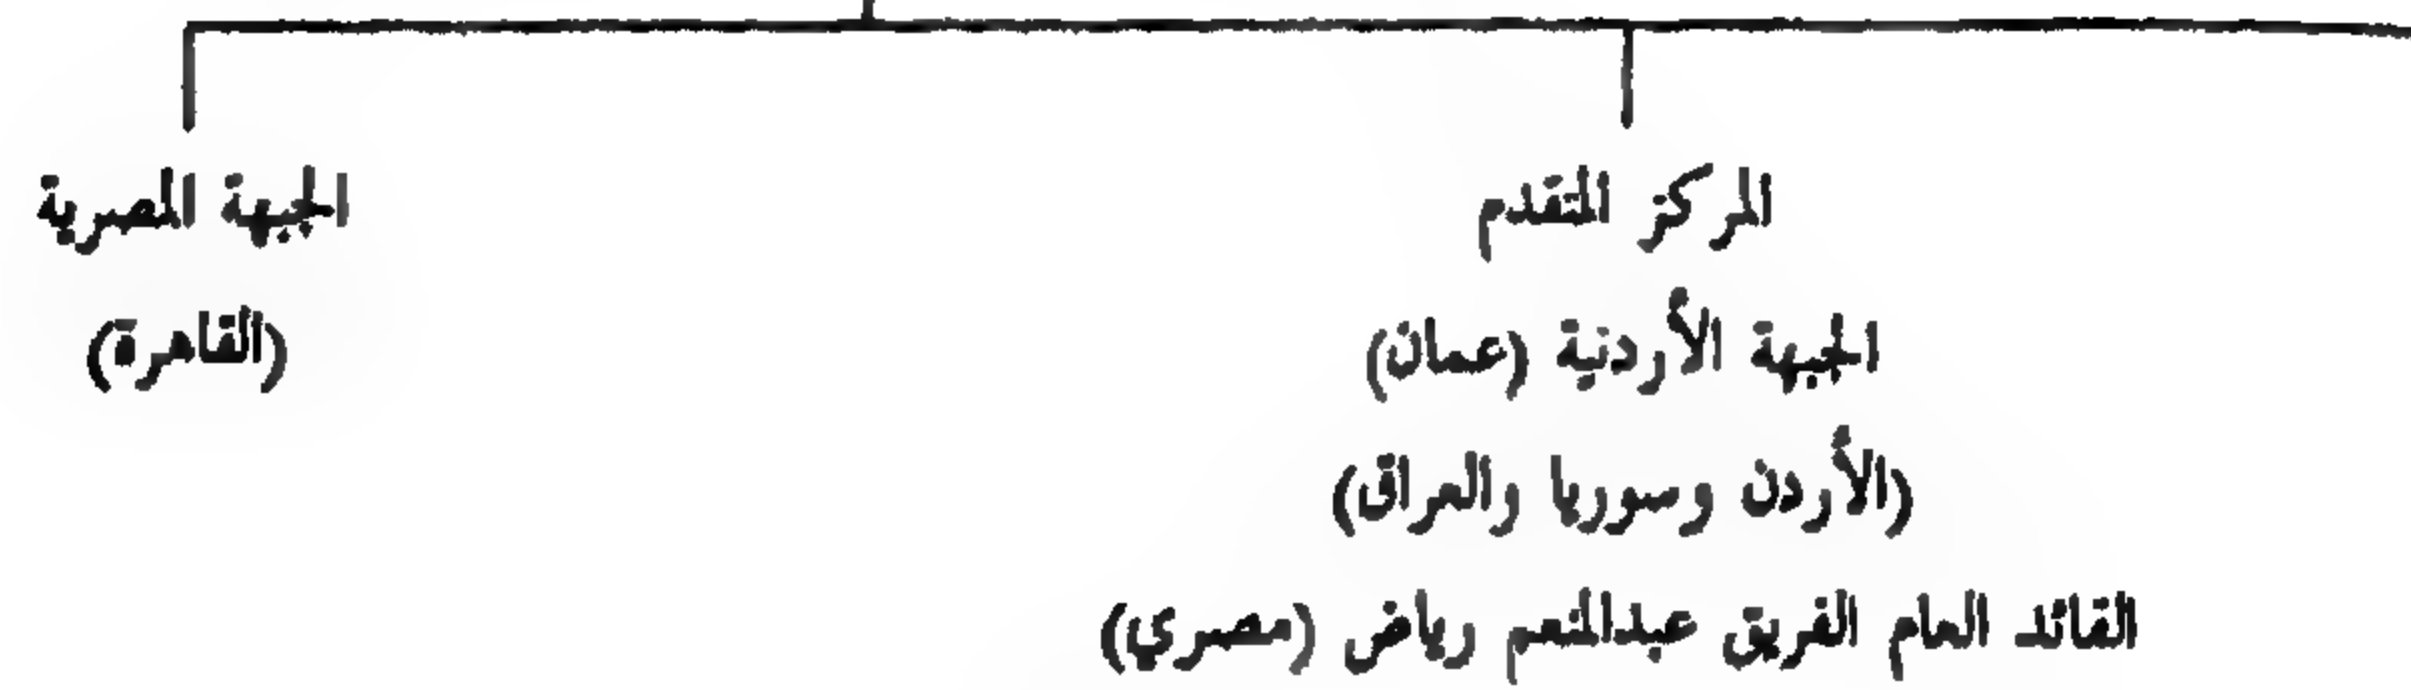 المركز المتقدم
الجبهة الأردنية (عمان)
(الأردن وسوريا والعراق)
القائد العام الفريق عبدالمنعم رياض (مصري)
الجبهة المصرية
(القاهرة)